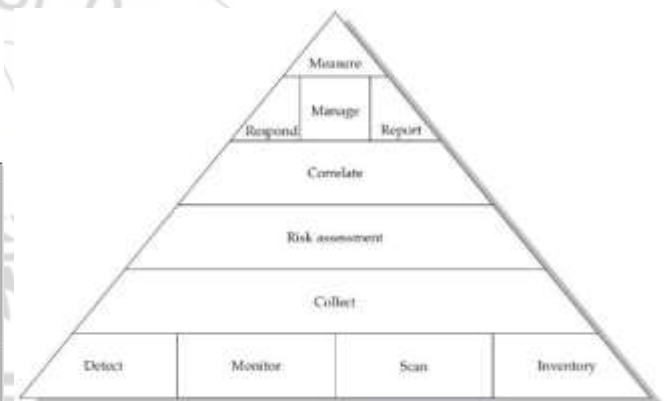 Measure
Manage
Respond Report
Correlate
Risk assessment
Collect
Detect Monitor Scan Inventory